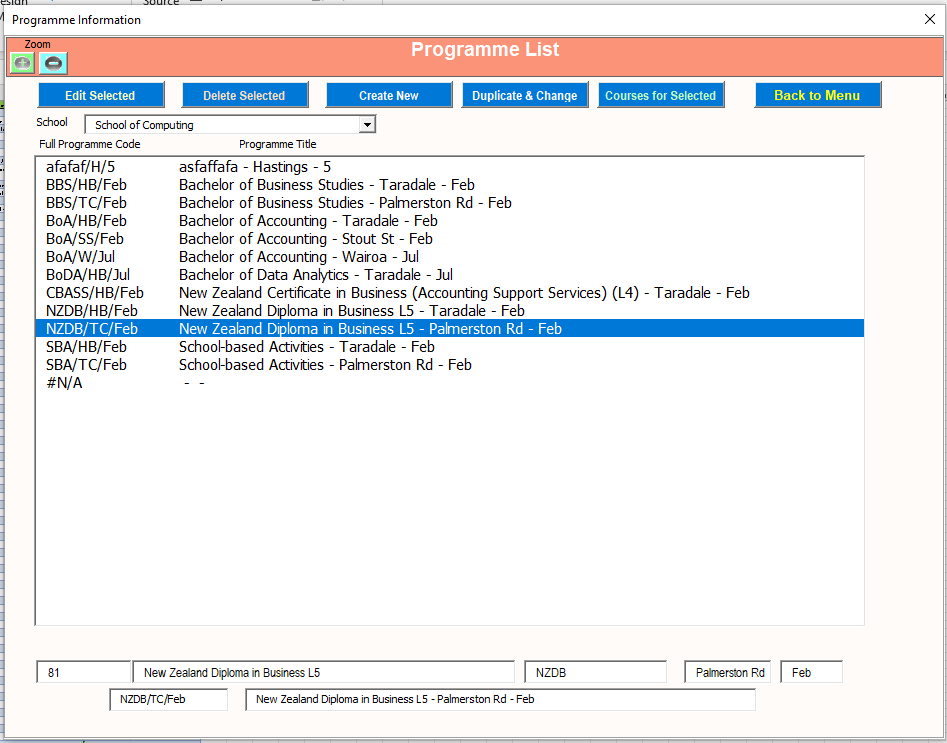 esign
Source
Programme Information
Zoom
Programme List
Edit Selected Delete Selected Create New Duplicate & Change Courses for Selected Back to Menu
School School of Computing
Full Programme Code Programme Title
afafaf/H/5 asfaffafa - Hastings - 5
BBS/HB/Feb Bachelor of Business Studies - Taradale - Feb
BBS/TC/Feb Bachelor of Business Studies - Palmerston Rd - Feb
BoA/HB/Feb Bachelor of Accounting - Taradale - Feb
BoA/SS/Feb Bachelor of Accounting - Stout St - Feb
BoA/W/Jul Bachelor of Accounting - Wairoa - Jul
BoDA/HB/Jul Bachelor of Data Analytics - Taradale - Jul
CBASS/HB/Feb New Zealand Certificate in Business (Accounting Support Services) (L4) - Taradale - Feb
NZDB/HB/Feb New Zealand Diploma in Business L5 - Taradale - Feb
NZDB/TC/Feb New Zealand Diploma in Business L5 - Palmerston Rd - Feb
SBA/HB/Feb School-based Activities - Taradale - Feb
SBA/TC/Feb School-based Activities - Palmerston Rd - Feb
#N/A - -
81 New Zealand Diploma in Business L5 NZDB Palmerston Rd Feb
NZDB/TC/Feb New Zealand Diploma in Business L5 - Palmerston Rd - Feb